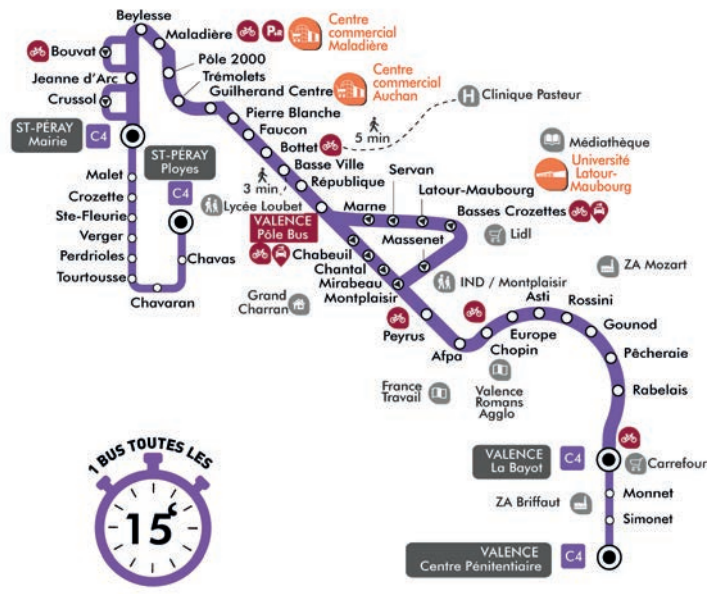 Beylesse
Maladière
P+R
Centre
commercial
Maladière
Bouvat
Pôle 2000
Jeanne d'Arc
Trémolets
Centre
commercial
Auchan
Crussol
Guilherand Centre
H
Clinique Pasteur
Pierre Blanche
ST-PÉRAY
Mairie
C4
Faucon
5 min
Bottet
Médiathèque
ST-PÉRAY
Ployes
C4
Basse Ville
Servan
Université
Latour-
Maubourg
Malet
3 min
République
Latour-Maubourg
Crozette
Lycée Loubet
Marne
Basses Crozettes
Ste-Fleurie
VALENCE
Pôle Bus
Massenet
Lidl
Verger
Chabeuil
Perdrioles
Chavas
Chantal
ZA Mozart
Tourtousse
Mirabeau
IND / Montplaisir
Chavaran
Montplaisir
Grand
Charran
Asti
Rossini
Peyrus
Europe
Gounod
Afpa
Chopin
Pêcheraie
France
Travail
Valence
Romans
Agglo
Rabelais
1 BUS TOUTES LES
15'
VALENCE
La Bayot
C4
Carrefour
Monnet
ZA Briffaut
Simonet
VALENCE
Centre Pénitentiaire
C4